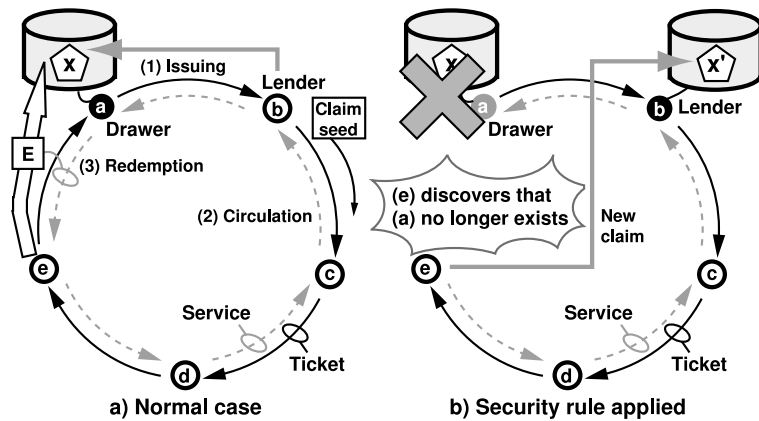 x
(1) Issuing
Lender
a
b
Drawer
Claim
seed
E
(3) Redemption
(2) Circulation
e
c
Service
Ticket
d
a) Normal case
x
x'
a
b
Lender
Drawer
(e) discovers that
(a) no longer exists
New
claim
e
c
Service
Ticket
d
b) Security rule applied